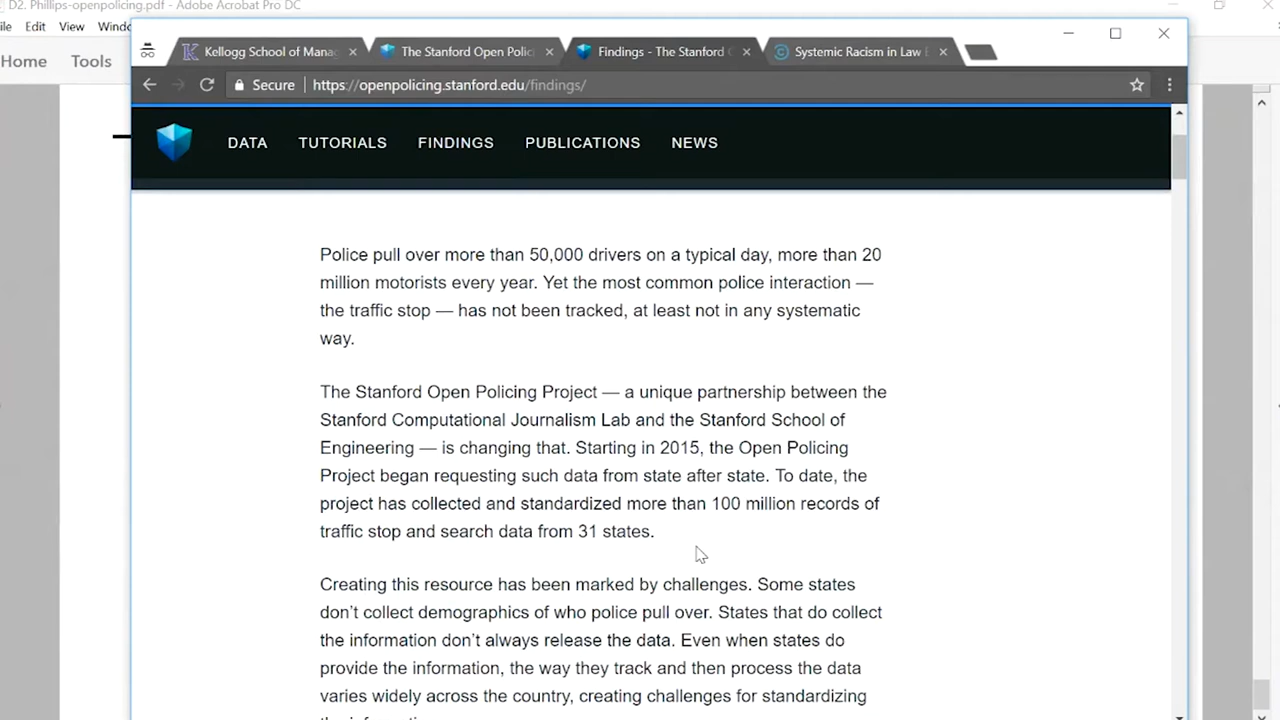 D2. Phillips-openpolicing.pdf - Adobe Acrobat Pro DC
Edit View
Home Tools
Kellogg School of Mana
The Stanford Open Polic
Findings - The Stanford
Systemic Racism in Law
Secure https://openpolicing.stanford.edu/findings/
DATA TUTORIALS FINDINGS PUBLICATIONS NEWS
Police pull over more than 50,000 drivers on a typical day, more than 20
million motorists every year. Yet the most common police interaction —
the traffic stop — has not been tracked, at least not in any systematic
way.
The Stanford Open Policing Project — a unique partnership between the
Stanford Computational Journalism Lab and the Stanford School of
Engineering — is changing that. Starting in 2015, the Open Policing
Project began requesting such data from state after state. To date, the
project has collected and standardized more than 100 million records of
traffic stop and search data from 31 states.
Creating this resource has been marked by challenges. Some states
don't collect demographics of who police pull over. States that do collect
the information don't always release the data. Even when states do
provide the information, the way they track and then process the data
varies widely across the country, creating challenges for standardizing